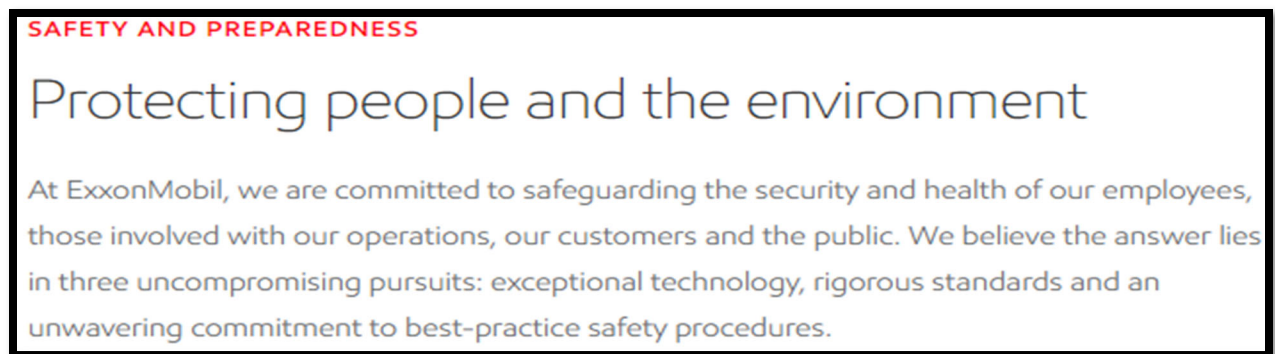 SAFETY AND PREPAREDNESS
Protecting people and the environment
At ExxonMobil, we are committed to safeguarding the security and health of our employees,
those involved with our operations, our customers and the public. We believe the answer lies
in three uncompromising pursuits: exceptional technology, rigorous standards and an
unwavering commitment to best-practice safety procedures.